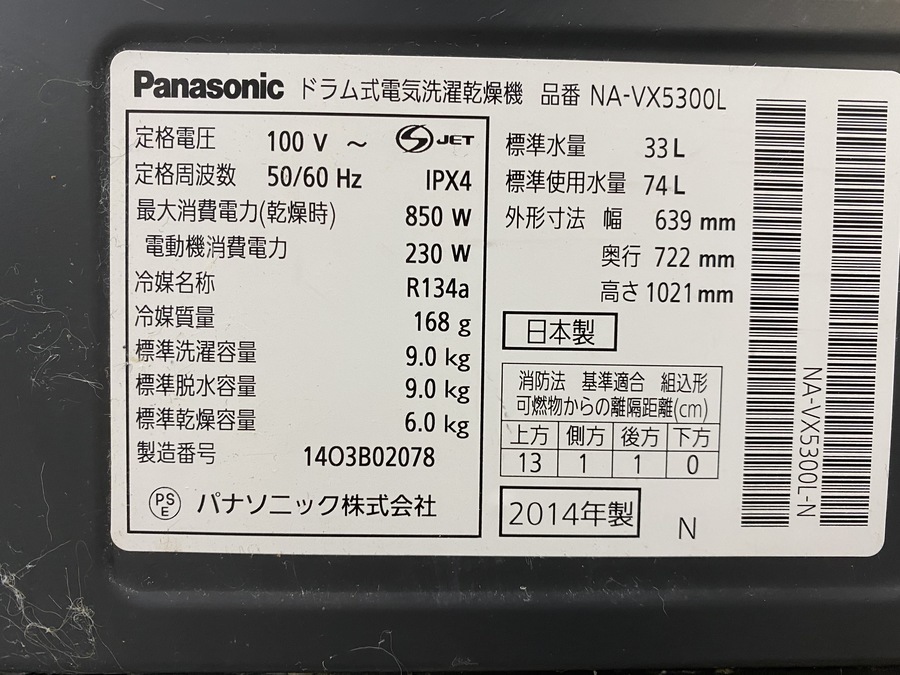 Panasonic ドラム式電気洗濯乾燥機 品番 NA-VX5300L
定格電圧 100 V ～ S JET
定格周波数 50/60 Hz IPX4
最大消費電力(乾燥時) 850 W
電動機消費電力 230 W
冷媒名称 R134a
冷媒質量 168 g
標準洗濯容量 9.0 kg
標準脱水容量 9.0 kg
標準乾燥容量 6.0 kg
製造番号 14O3B02078
PSE パナソニック株式会社
標準水量 33 L
標準使用水量 74 L
外形寸法 幅 639 mm
奥行 722 mm
高さ 1021 mm
日本製
消防法 基準適合 組込形
可燃物からの離隔距離(cm)
上方 側方 後方 下方
13 1 1 0
2014年製 N
NA-VX5300L-N